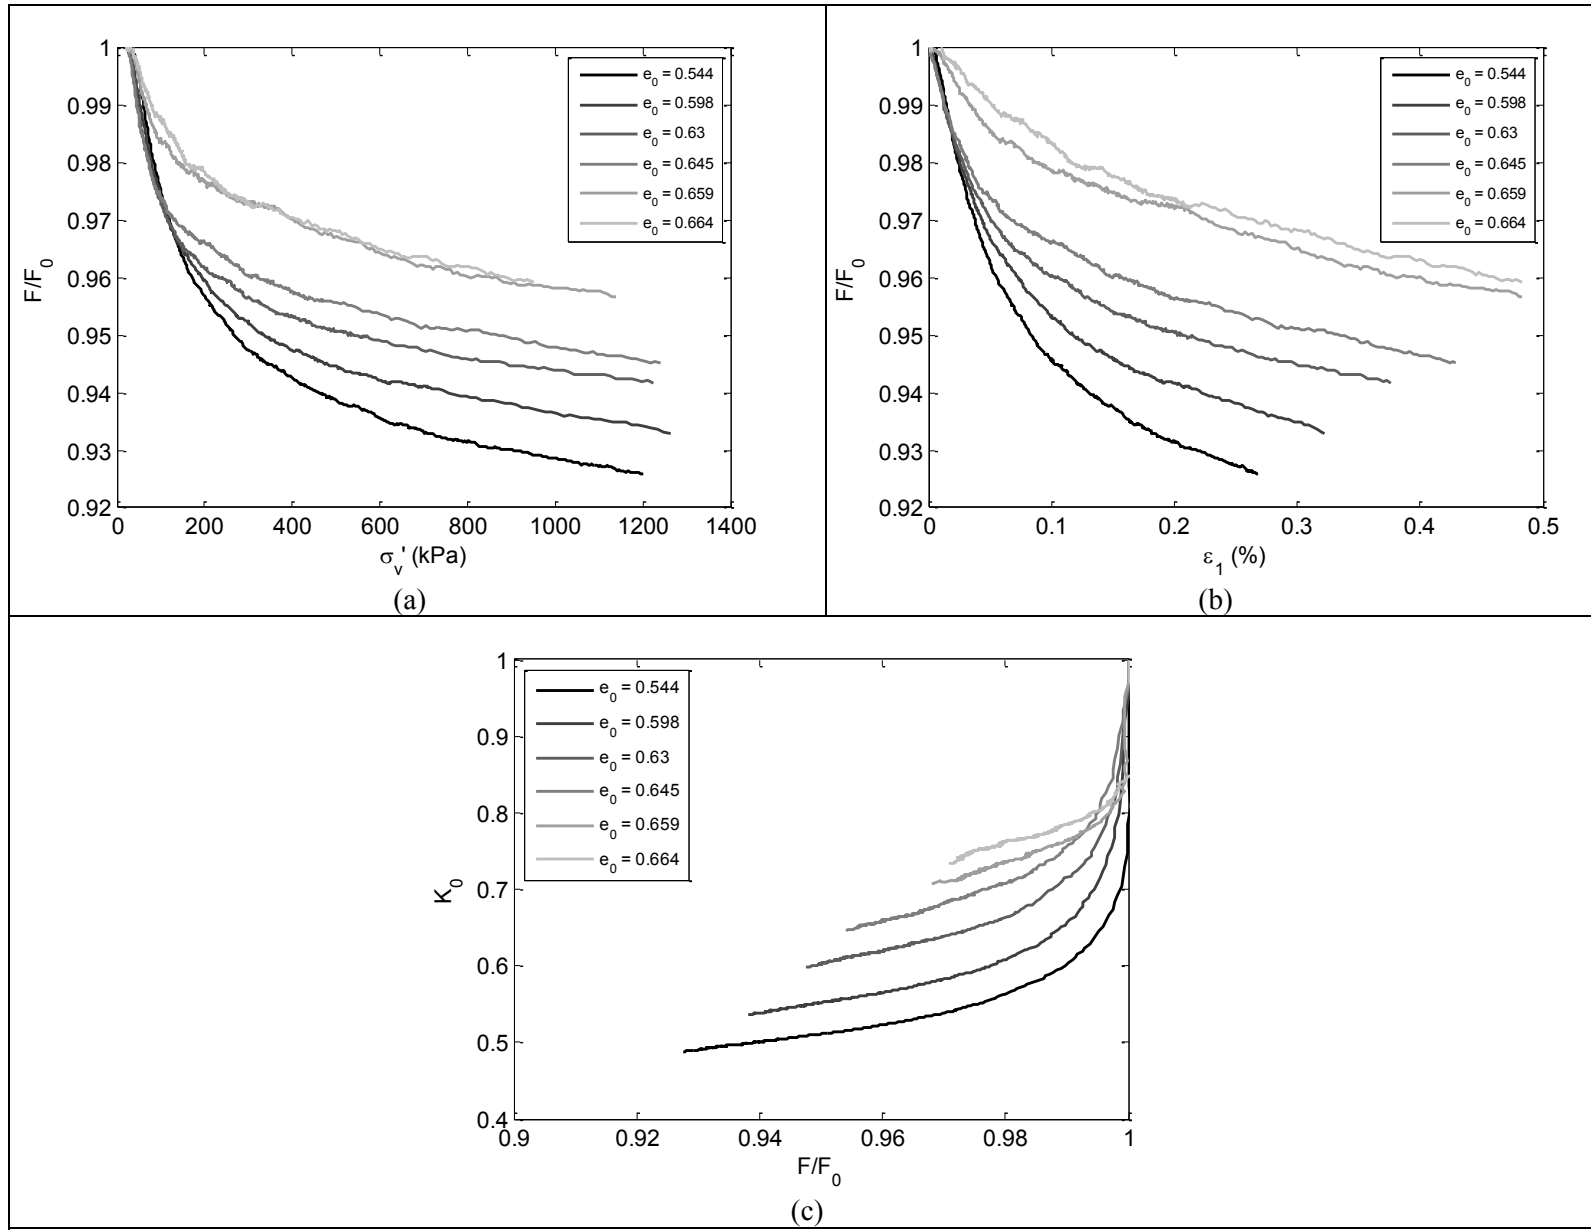 1
0.99
0.98
0.97
0.96
0.95
0.94
0.93
0.92
F/F0
0 200 400 600 800 1000 1200 1400
σv' (kPa)
e0 = 0.544
e0 = 0.598
e0 = 0.63
e0 = 0.645
e0 = 0.659
e0 = 0.664
(a)
1
0.99
0.98
0.97
0.96
0.95
0.94
0.93
0.92
F/F0
0 0.1 0.2 0.3 0.4 0.5
ε1 (%)
e0 = 0.544
e0 = 0.598
e0 = 0.63
e0 = 0.645
e0 = 0.659
e0 = 0.664
(b)
1
0.9
0.8
0.7
0.6
0.5
0.4
K0
0.9 0.92 0.94 0.96 0.98 1
F/F0
e0 = 0.544
e0 = 0.598
e0 = 0.63
e0 = 0.645
e0 = 0.659
e0 = 0.664
(c)